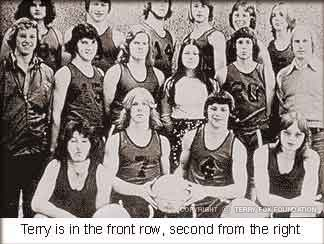 COPYRIGHT © TERRY FOX FOUNDATION
Terry is in the front row, second from the right